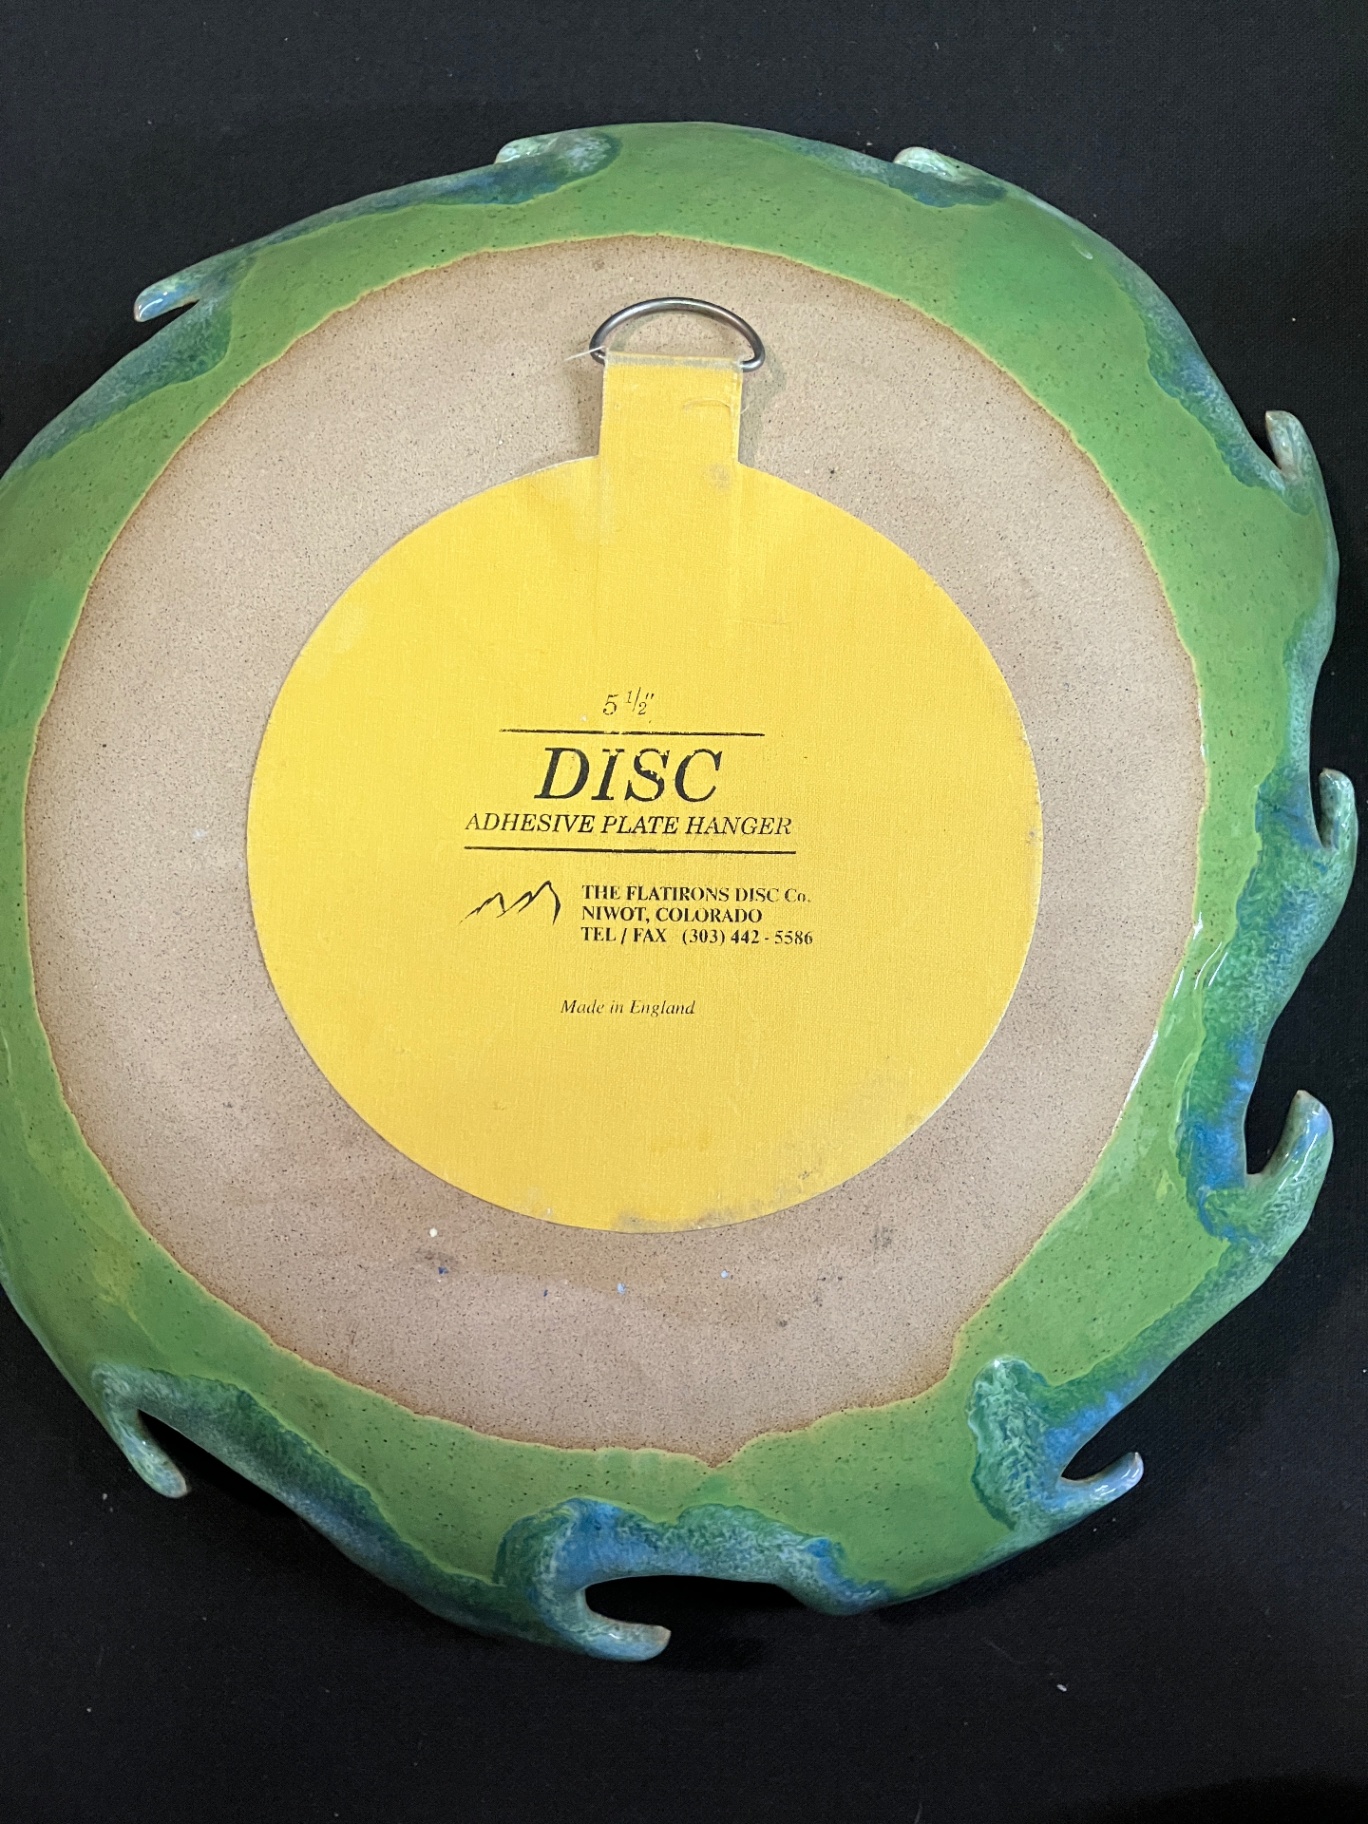 5 1/2"
DISC
ADHESIVE PLATE HANGER
THE FLATIRONS DISC Co.
NIWOT, COLORADO
TEL / FAX (303) 442 - 5586
Made in England